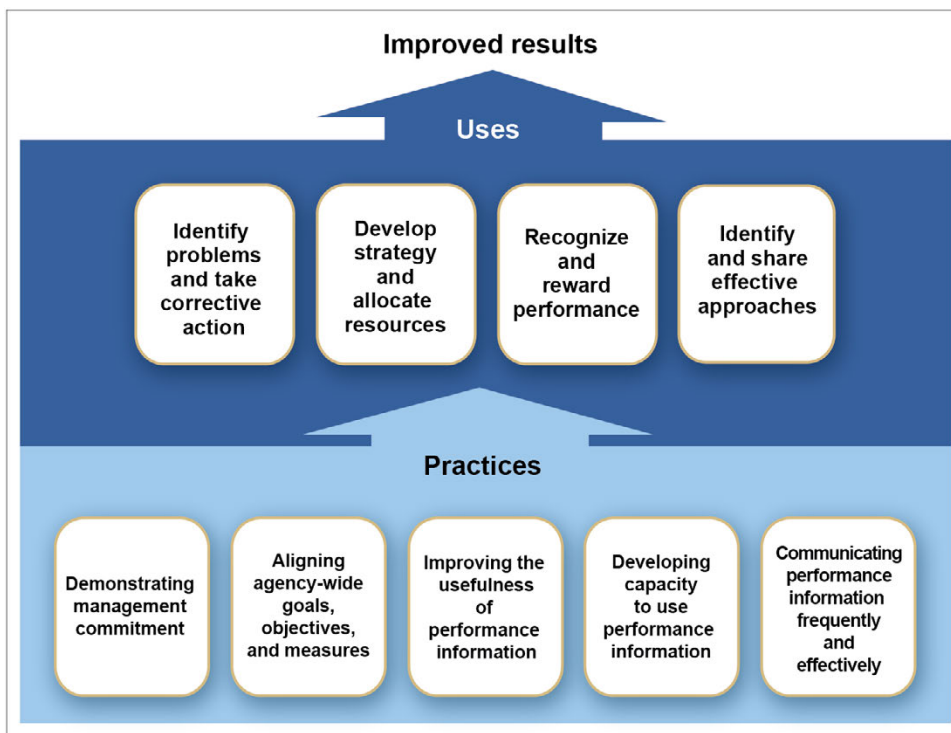 Improved results
Uses
Identify
problems
and take
corrective
action
Develop
strategy
and
allocate
resources
Recognize
and
reward
performance
Identify
and share
effective
approaches
Practices
Demonstrating
management
commitment
Aligning
agency-wide
goals,
objectives,
and measures
Improving the
usefulness
of
performance
information
Developing
capacity
to use
performance
information
Communicating
performance
information
frequently
and
effectively